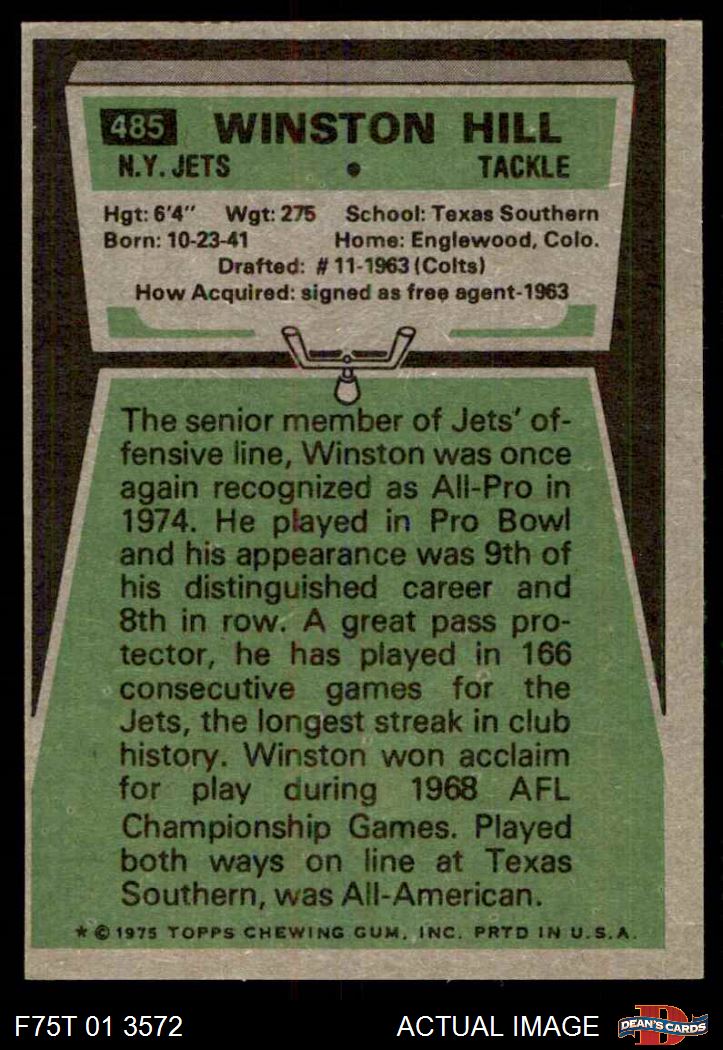 485 WINSTON HILL
N.Y. JETS • TACKLE
Hgt: 6'4" Wgt: 275 School: Texas Southern
Born: 10-23-41 Home: Englewood, Colo.
Drafted: # 11-1963 (Colts)
How Acquired: signed as free agent-1963
The senior member of Jets' of-
fensive line, Winston was once
again recognized as All-Pro in
1974. He played in Pro Bowl
and his appearance was 9th of
his distinguished career and
8th in row. A great pass pro-
tector, he has played in 166
consecutive games for the
Jets, the longest streak in club
history. Winston won acclaim
for play during 1968 AFL
Championship Games. Played
both ways on line at Texas
Southern, was All-American.
★ © 1975 TOPPS CHEWING GUM, INC. PRTD IN U.S.A.
F75T 01 3572 ACTUAL IMAGE D DEAN'S CARDS